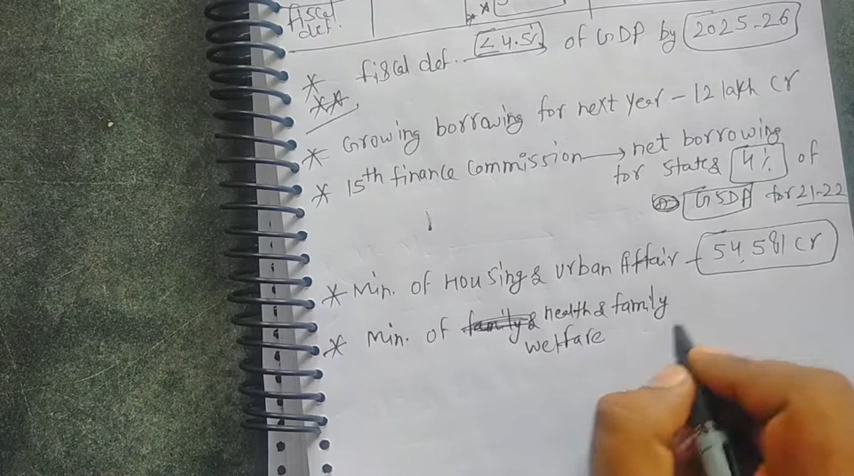 fiscal
def.
* fiscal def. <4.5% of GDP by 2025-26
**
* Growing borrowing for next year - 12 lakh Cr
* 15th finance Commission → net borrowing
for states 4% of
GSDP for 21-22
* Min. of Housing & Urban Affair - 54,581 Cr
* Min. of family & health & family
welfare